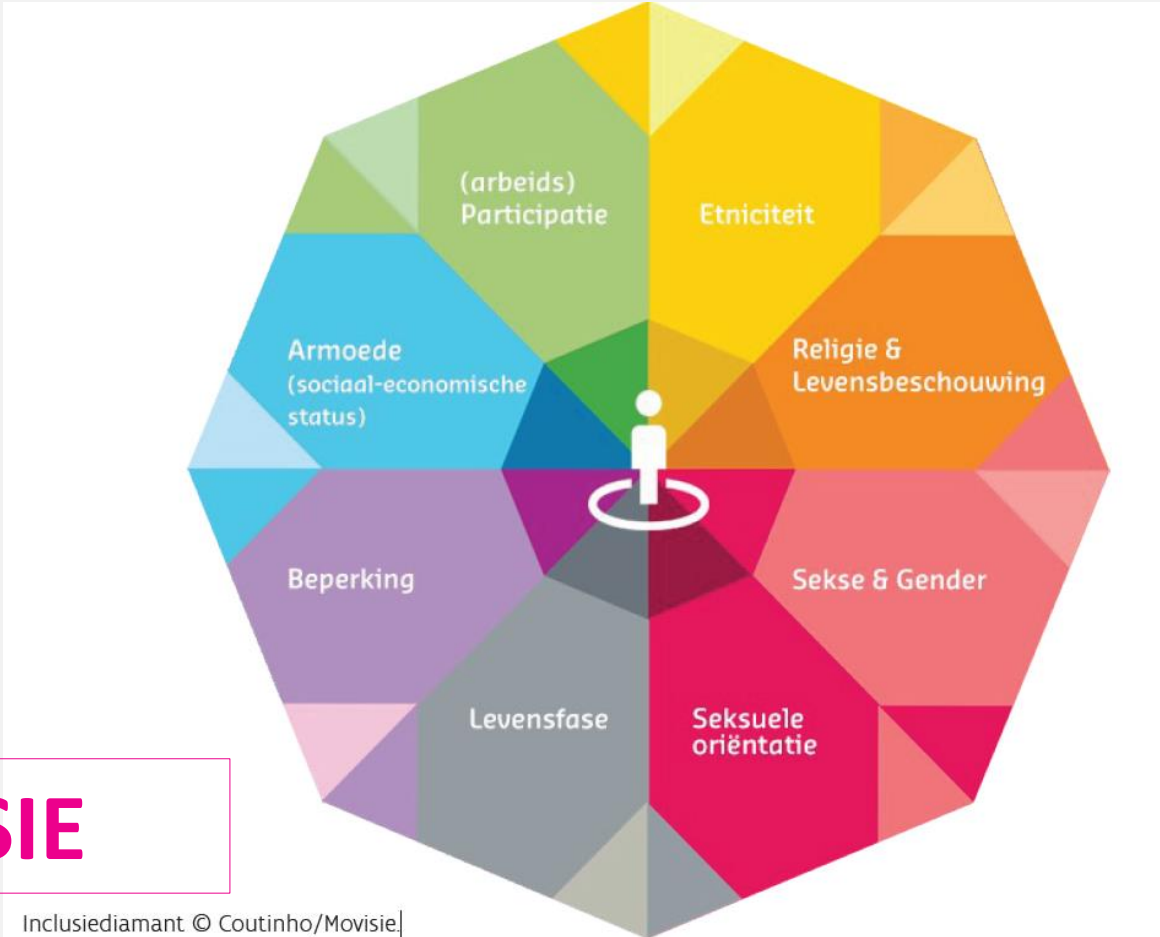 (arbeids)
Participatie
Etniciteit
Armoede
(sociaal-economische
status)
Religie &
Levensbeschouwing
Beperking
Sekse & Gender
Levensfase
Seksuele
oriëntatie
SIE
Inclusiediamant © Coutinho/Movisie